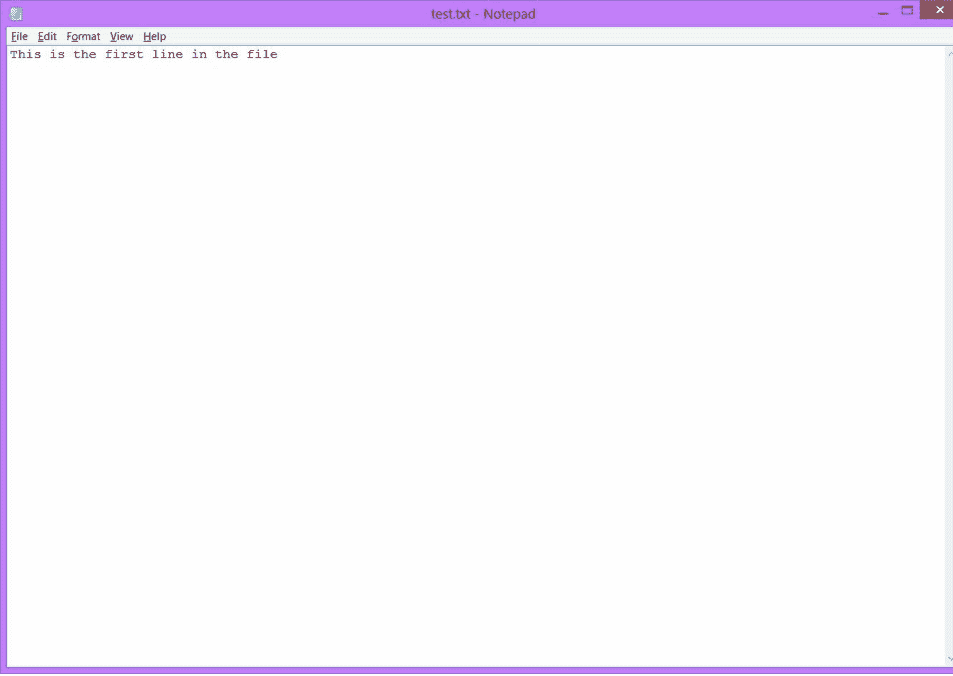 test.txt - Notepad
File Edit Format View Help
This is the first line in the file